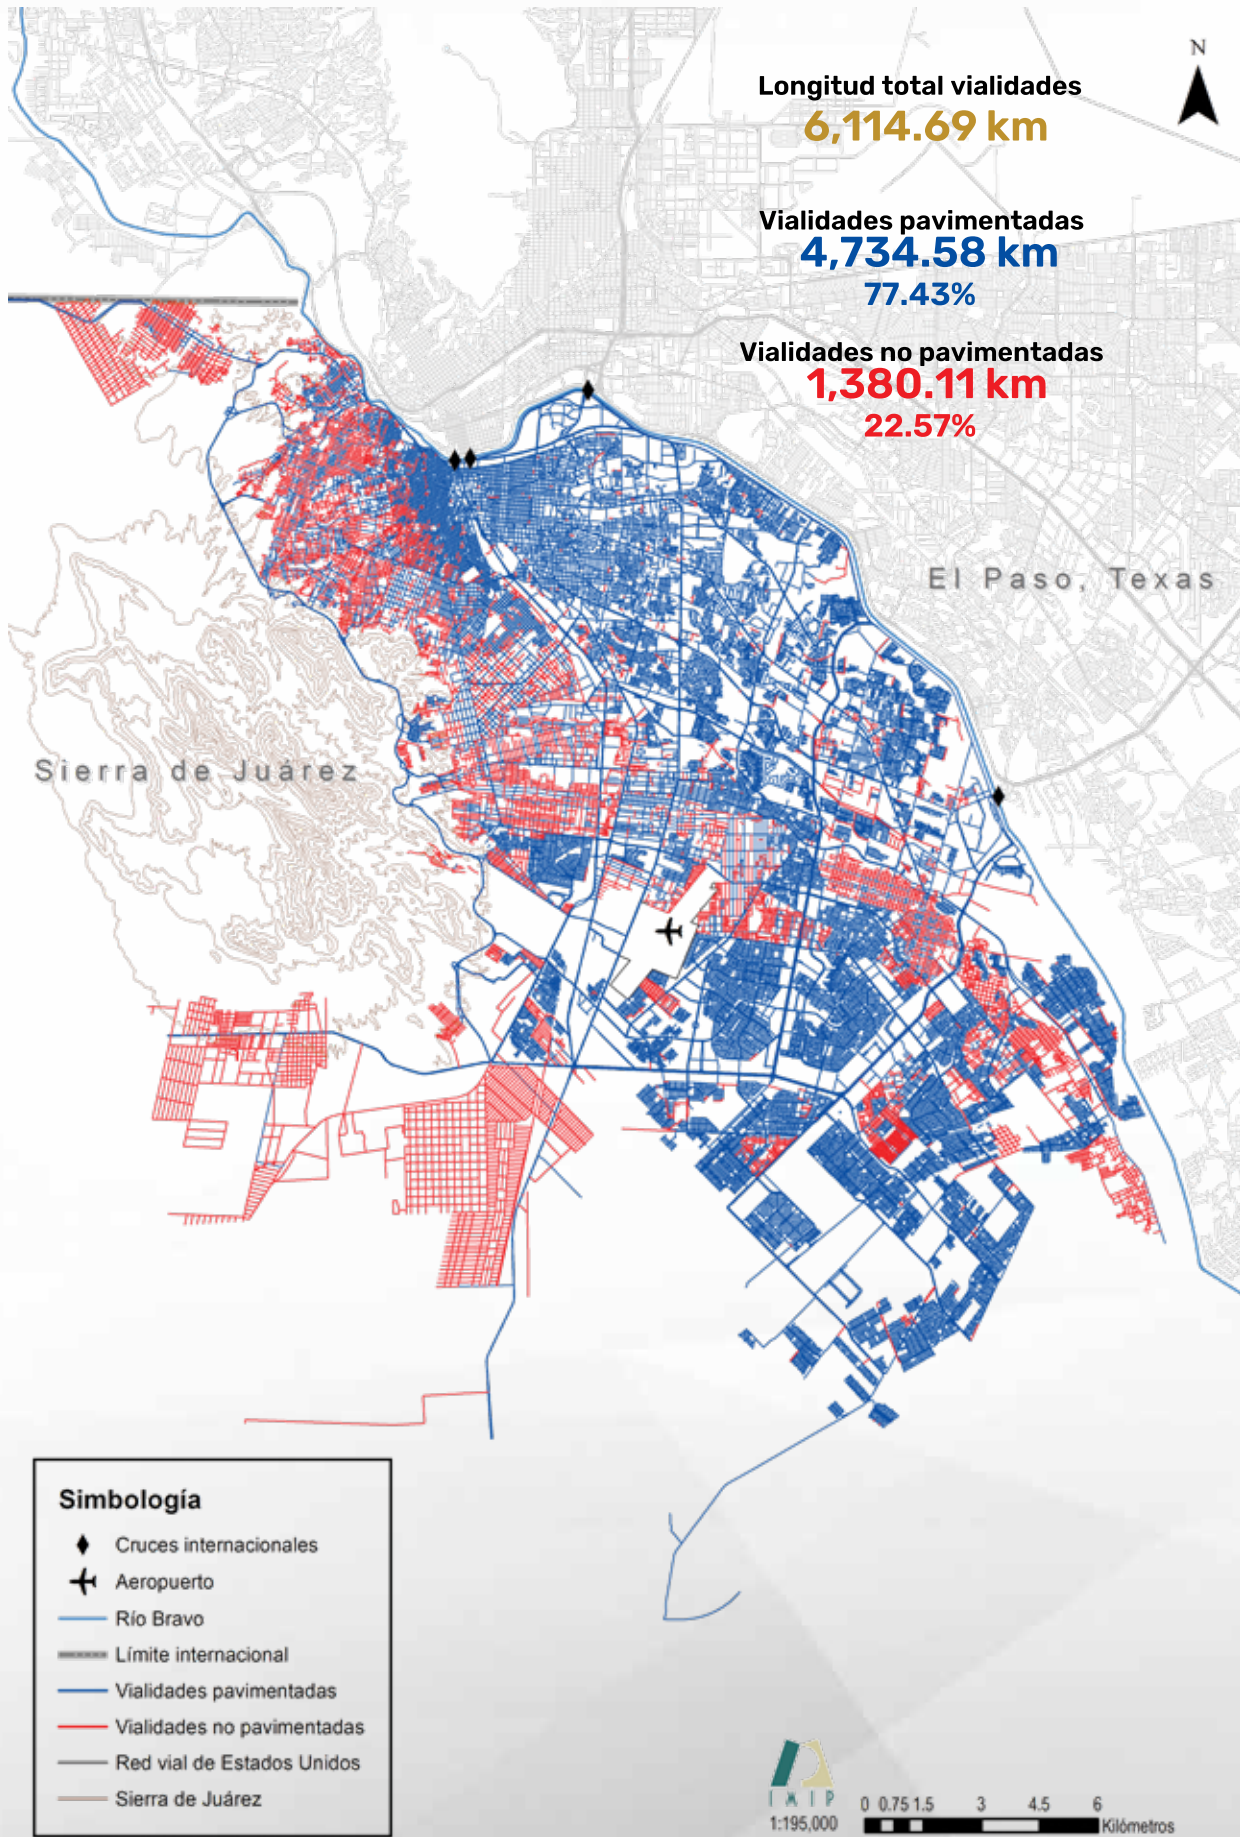 N
Longitud total vialidades
6,114.69 km
Vialidades pavimentadas
4,734.58 km
77.43%
Vialidades no pavimentadas
1,380.11 km
22.57%
El Paso, Texas
Sierra de Juárez
Simbología
Cruces internacionales
Aeropuerto
Río Bravo
Límite internacional
Vialidades pavimentadas
Vialidades no pavimentadas
Red vial de Estados Unidos
Sierra de Juárez
IMIP
1:195,000
0 0.75 1.5 3 4.5 6
Kilómetros